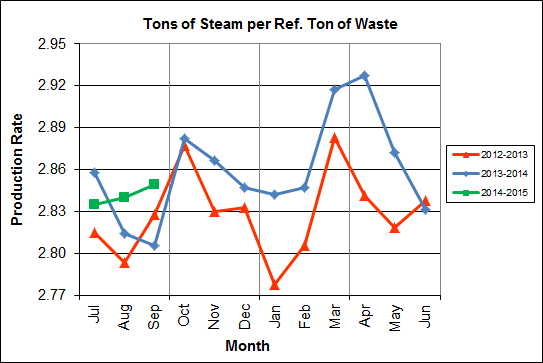 Tons of Steam per Ref. Ton of Waste
Production Rate
2.95
2.92
2.89
2.86
2.83
2.80
2.77
Jul
Aug
Sep
Oct
Nov
Dec
Jan
Feb
Mar
Apr
May
Jun
Month
2012-2013
2013-2014
2014-2015